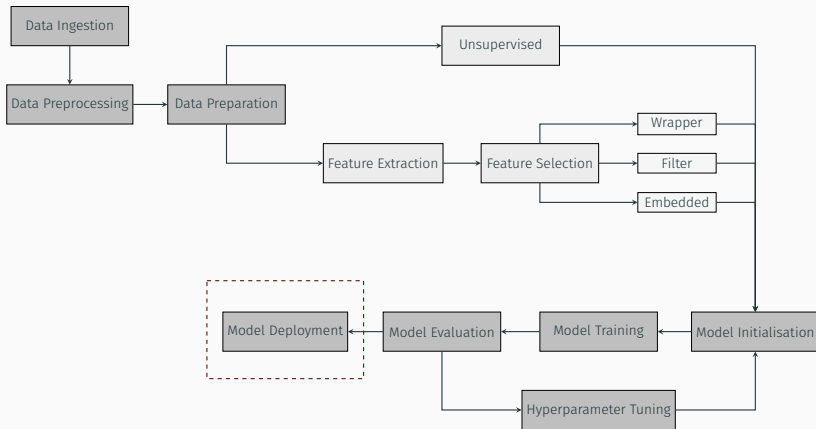 Data Ingestion
Unsupervised
Data Preprocessing
Data Preparation
Wrapper
Feature Extraction
Feature Selection
Filter
Embedded
Model Deployment
Model Evaluation
Model Training
Model Initialisation
Hyperparameter Tuning